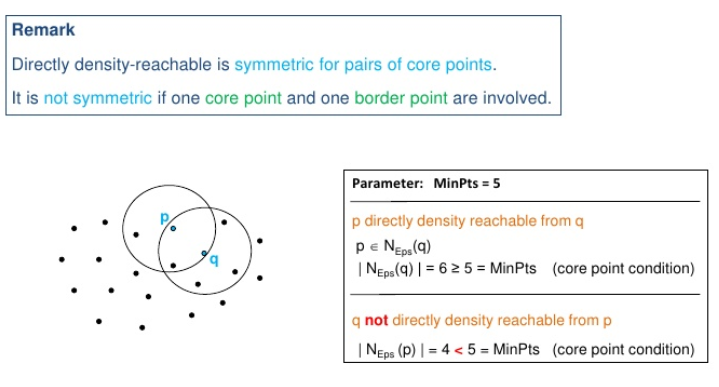 Remark
Directly density-reachable is symmetric for pairs of core points.
It is not symmetric if one core point and one border point are involved.
p
q
Parameter: MinPts = 5
p directly density reachable from q
p ∈ N_Eps(q)
| N_Eps(q) | = 6 ≥ 5 = MinPts (core point condition)
q not directly density reachable from p
| N_Eps (p) | = 4 < 5 = MinPts (core point condition)